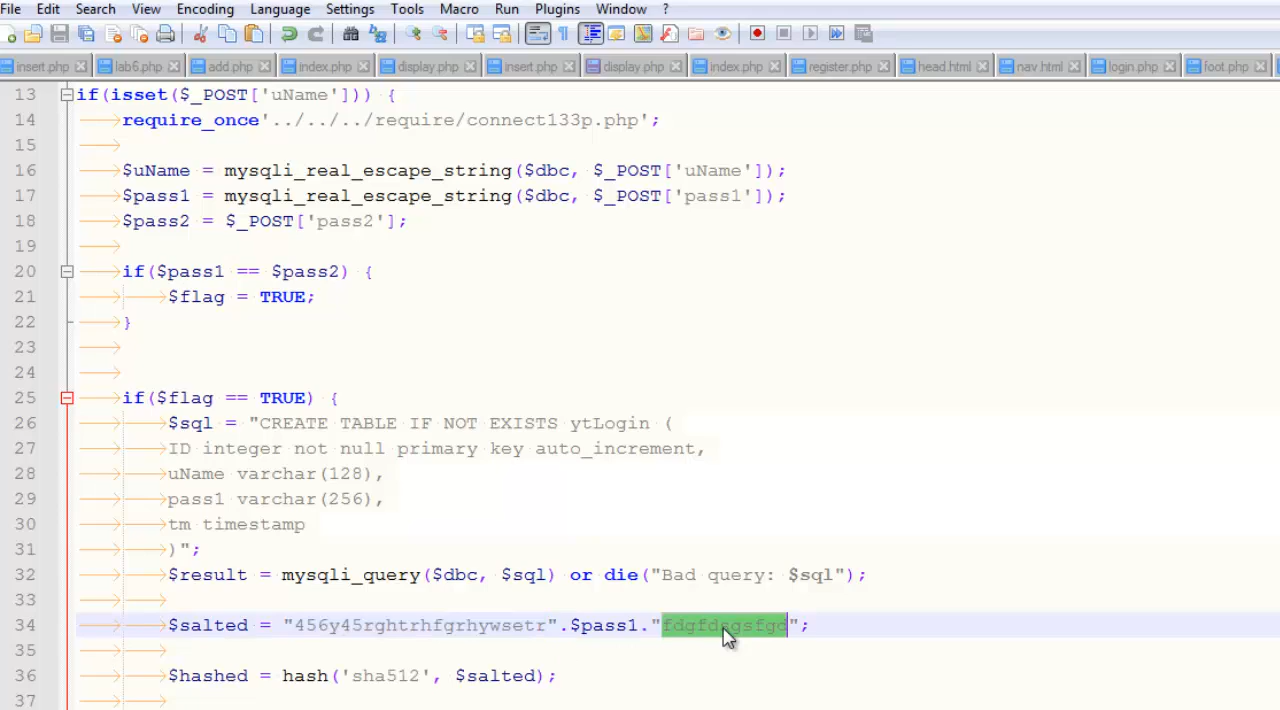 File Edit Search View Encoding Language Settings Tools Macro Run Plugins Window ?
insert.php lab6.php add.php index.php display.php insert.php display.php index.php register.php head.html nav.html login.php foot.php
13 if(isset($_POST['uName'])) {
14 require_once'../../../require/connect133p.php';
15
16 $uName = mysqli_real_escape_string($dbc, $_POST['uName']);
17 $pass1 = mysqli_real_escape_string($dbc, $_POST['pass1']);
18 $pass2 = $_POST['pass2'];
19
20 if($pass1 == $pass2) {
21 $flag = TRUE;
22 }
23
24
25 if($flag == TRUE) {
26 $sql = "CREATE TABLE IF NOT EXISTS ytLogin (
27 ID integer not null primary key auto_increment,
28 uName varchar(128),
29 pass1 varchar(256),
30 tm timestamp
31 )";
32 $result = mysqli_query($dbc, $sql) or die("Bad query: $sql");
33
34 $salted = "456y45rghtrhfgrhywsetr".$pass1."fdgfdsgsfgd";
35
36 $hashed = hash('sha512', $salted);
37